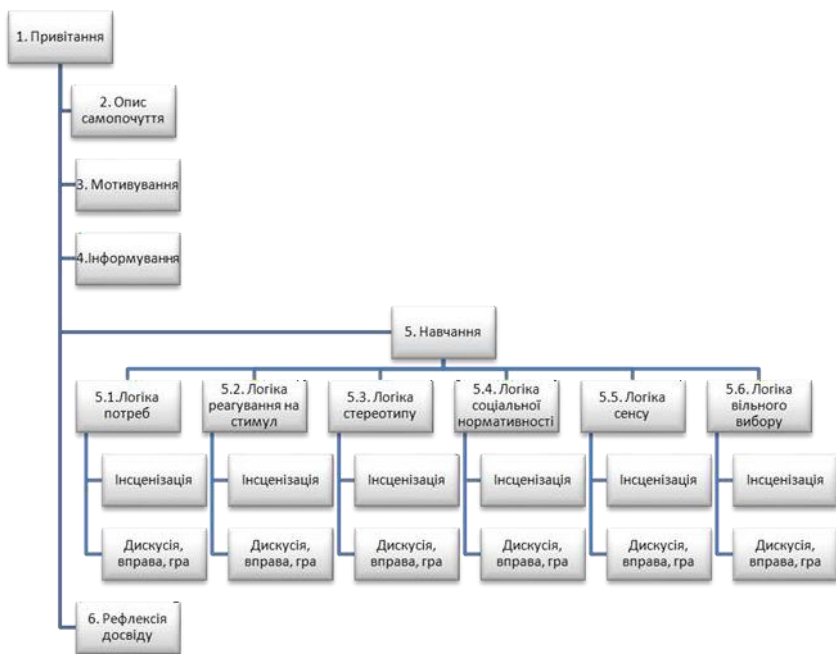 1. Привітання
2. Опис
самопочуття
3. Мотивування
4.Інформування
5. Навчання
5.1.Логіка
потреб
5.2. Логіка
реагування на
стимул
5.3. Логіка
стереотипу
5.4. Логіка
соціальної
нормативності
5.5. Логіка
сенсу
5.6. Логіка
вільного
вибору
Інсценізація
Інсценізація
Інсценізація
Інсценізація
Інсценізація
Інсценізація
Дискусія,
вправа, гра
Дискусія,
вправа, гра
Дискусія,
вправа, гра
Дискусія,
вправа, гра
Дискусія,
вправа, гра
Дискусія,
вправа, гра
6. Рефлексія
досвіду